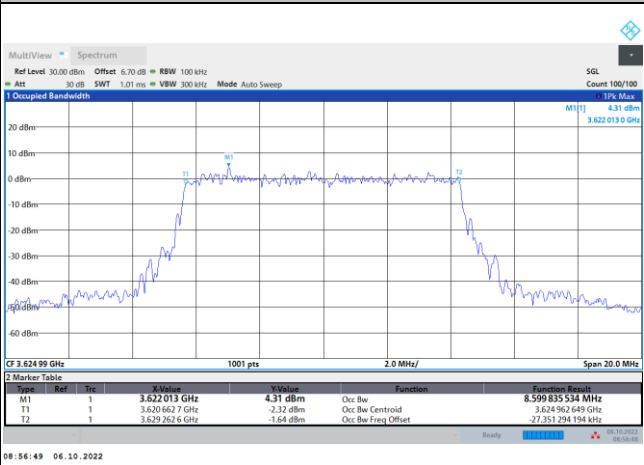 MultiView Spectrum
Ref Level 30.00 dBm Offset 6.70 dB RBW 100 kHz SGL
Att 30 dB SWT 1.01 ms VBW 300 kHz Mode Auto Sweep Count 100/100
1 Occupied Bandwidth 1Pk Max
M1[1] 4.31 dBm
3.622 013 0 GHz
20 dBm
10 dBm
M1
T1 T2
0 dBm
-10 dBm
-20 dBm
-30 dBm
-40 dBm
-50 dBm
-60 dBm
CF 3.624 99 GHz 1001 pts 2.0 MHz/ Span 20.0 MHz
2 Marker Table
Type Ref Trc X-Value Y-Value Function Function Result
M1 1 3.622 013 GHz 4.31 dBm Occ Bw 8.599 835 534 MHz
T1 1 3.620 662 7 GHz -2.32 dBm Occ Bw Centroid 3.624 962 649 GHz
T2 1 3.629 262 6 GHz -1.64 dBm Occ Bw Freq Offset -27.351 294 194 kHz
Ready 06.10.2022
08:56:48
08:56:49 06.10.2022